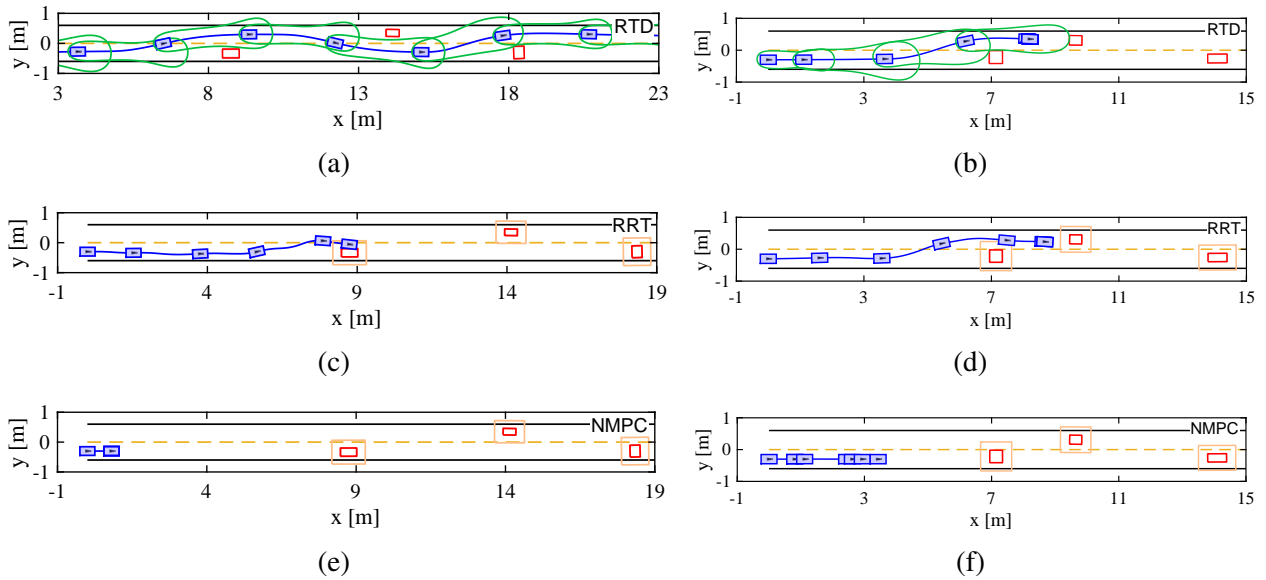 1 RTD
0
-1
y [m]
3 8 13 18 23
x [m]
(a)
1 RTD
0
-1
y [m]
-1 3 7 11 15
x [m]
(b)
1 RRT
0
-1
y [m]
-1 4 9 14 19
x [m]
(c)
1 RRT
0
-1
y [m]
-1 3 7 11 15
x [m]
(d)
1 NMPC
0
-1
y [m]
-1 4 9 14 19
x [m]
(e)
1 NMPC
0
-1
y [m]
-1 3 7 11 15
x [m]
(f)